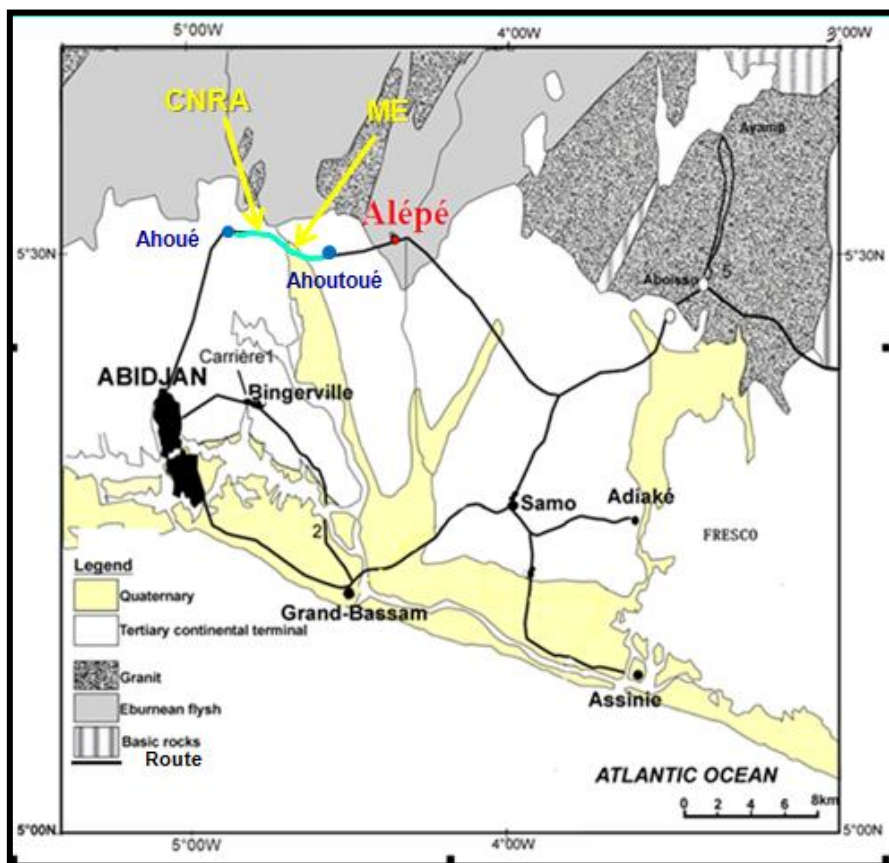 5°00W
4°00W
3°00W
CNRA
ME
Ayamé
Alépé
Ahoué
5°30
5°30N
Ahoutoué
Aboisso
5
Carrière1
ABIDJAN
Bingerville
Samo
Adiaké
2
FRESCO
Legend
Quaternary
Grand-Bassam
Tertiary continental terminal
Granit
Eburnean flysh
Assinie
Basic rocks
Route
ATLANTIC OCEAN
0 2 4 6 8km
5°00N
5°00N
5°00W
4°00W